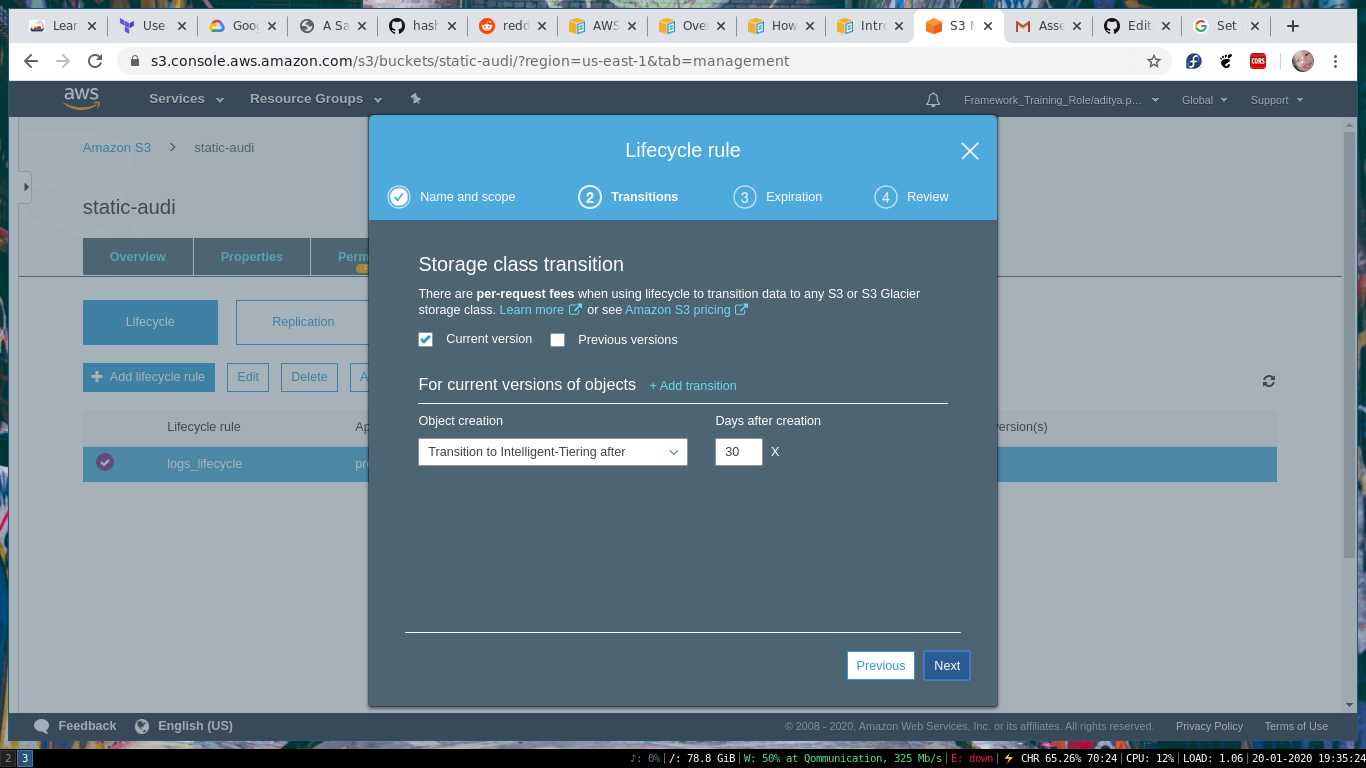 Learn
Use
Goo
A Sa
hash
redd
AWS
Over
How
Intro
S3 M
Asse
Edit
Set
s3.console.aws.amazon.com/s3/buckets/static-audi/?region=us-east-1&tab=management
CORS
aws
Services
Resource Groups
Framework_Training_Role/aditya.p...
Global
Support
Amazon S3
static-audi
static-audi
Overview
Properties
Perm
Lifecycle
Replication
Add lifecycle rule
Edit
Delete
A
Lifecycle rule
Ap
version(s)
logs_lifecycle
pre
Lifecycle rule
Name and scope
2 Transitions
3 Expiration
4 Review
Storage class transition
There are per-request fees when using lifecycle to transition data to any S3 or S3 Glacier
storage class. Learn more or see Amazon S3 pricing
Current version
Previous versions
For current versions of objects + Add transition
Object creation
Days after creation
Transition to Intelligent-Tiering after
30 X
Previous
Next
Feedback
English (US)
© 2008 - 2020, Amazon Web Services, Inc. or its affiliates. All rights reserved.
Privacy Policy
Terms of Use
2 3
♪: 0%|/: 78.8 GiB|W: 50% at Qommunication, 325 Mb/s|E: down|⚡ CHR 65.26% 70:24|CPU: 12%|LOAD: 1.06|20-01-2020 19:35:24